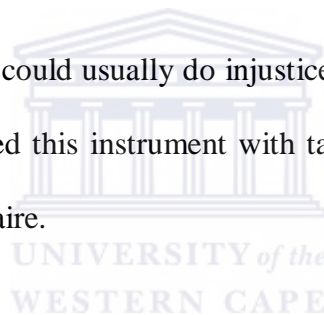 could usually do injustice
ed this instrument with ta
aire.
UNIVERSITY of the
WESTERN CAPE